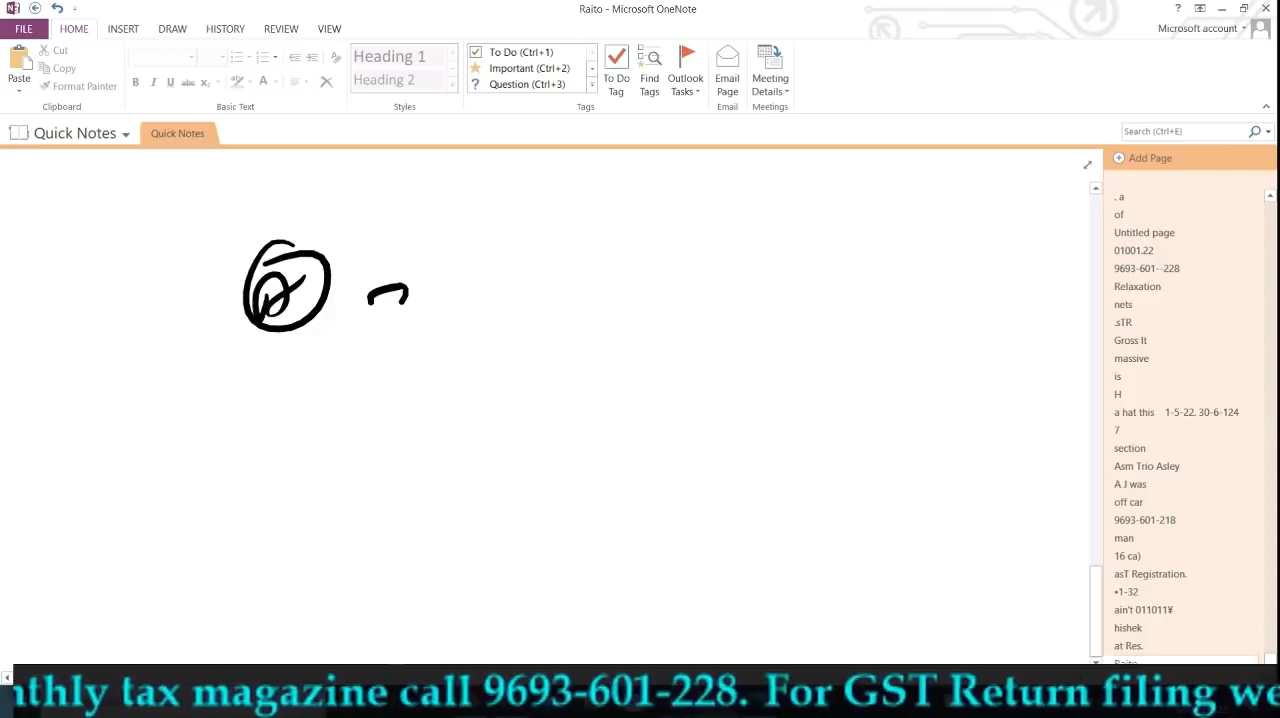 Raito - Microsoft OneNote
?
FILE HOME INSERT DRAW HISTORY REVIEW VIEW
Microsoft account
Paste
Cut
Copy
Format Painter
Clipboard
B I U abc X₂ A
Basic Text
Heading 1
Heading 2
Styles
To Do (Ctrl+1)
Important (Ctrl+2)
? Question (Ctrl+3)
To Do Tag
Find Tags
Outlook Tasks
Tags
Email Page
Email
Meeting Details
Meetings
Quick Notes
Quick Notes
Search (Ctrl+E)
Add Page
. a
of
Untitled page
01001.22
9693-601--228
Relaxation
nets
.sTR
Gross It
massive
is
H
a hat this 1-5-22. 30-6-124
7
section
Asm Trio Asley
A J was
off car
9693-601-218
man
16 ca)
asT Registration.
•1-32
ain't 011011¥
hishek
at Res.
Raito
nthly tax magazine call 9693-601-228. For GST Return filing we